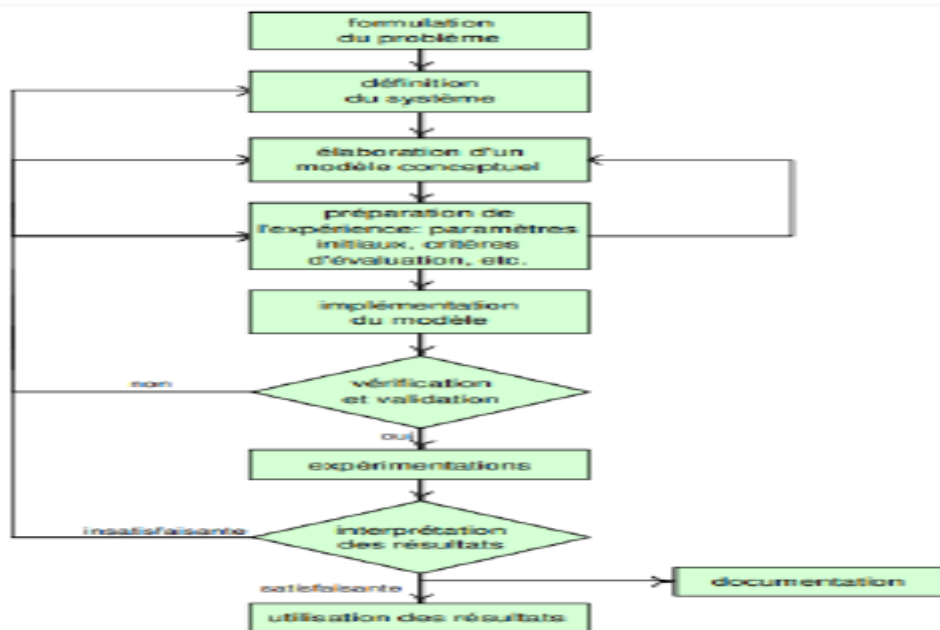 formulation
du problème
définition
du système
élaboration d'un
modèle conceptuel
préparation de
l'expérience: paramètres
initiaux, critères
d'évaluation, etc.
implémentation
du modèle
non
vérification
et validation
oui
expérimentations
insatisfaisante
interprétation
des résultats
satisfaisante
documentation
utilisation des résultats